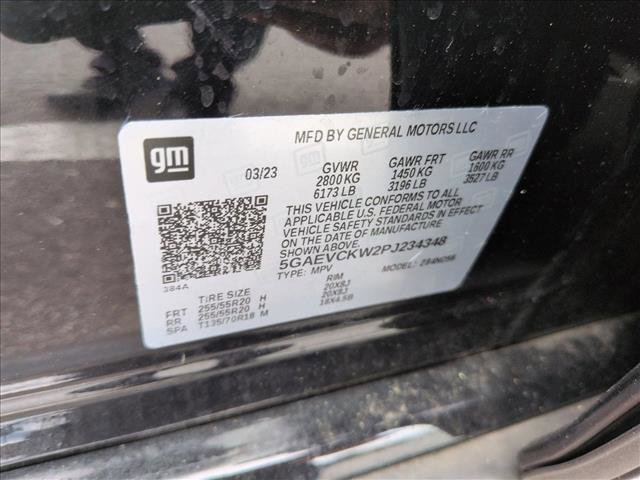 MFD BY GENERAL MOTORS LLC
gm
03/23 GVWR GAWR FRT GAWR RR
2800 KG 1450 KG 1600 KG
6173 LB 3196 LB 3527 LB
THIS VEHICLE CONFORMS TO ALL
APPLICABLE U.S. FEDERAL MOTOR
VEHICLE SAFETY STANDARDS IN EFFECT
ON THE DATE OF MANUFACTURE
SHOWN ABOVE.
5GAEVCKW2PJ234348
TYPE: MPV MODEL:
384A
TIRE SIZE RIM
FRT 255/55R20 H 20X8J
RR 255/55R20 H 20X8J
SPA T135/70R18 M 18X4.5B